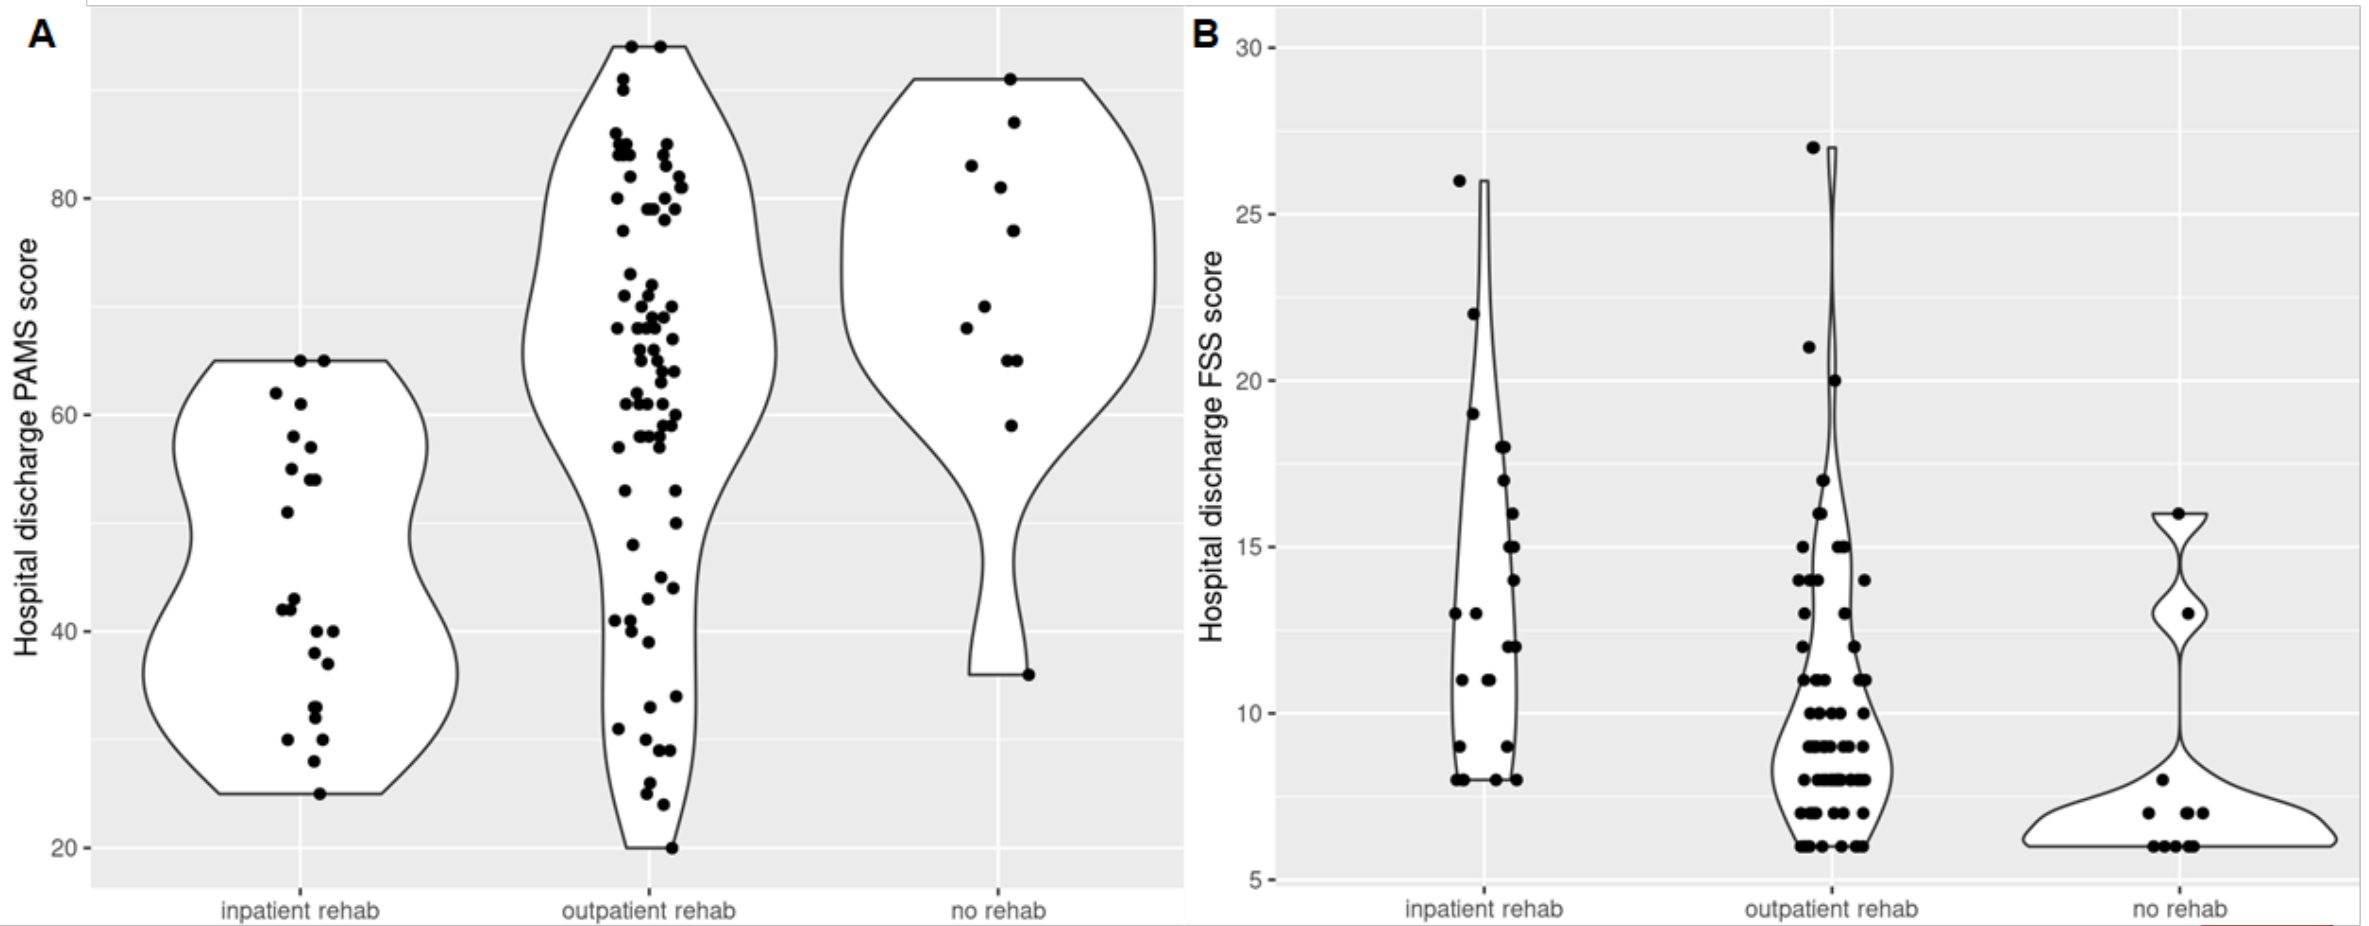 A
Hospital discharge PAMS score
80
60
40
20
inpatient rehab
outpatient rehab
no rehab
B
Hospital discharge FSS score
30
25
20
15
10
5
inpatient rehab
outpatient rehab
no rehab